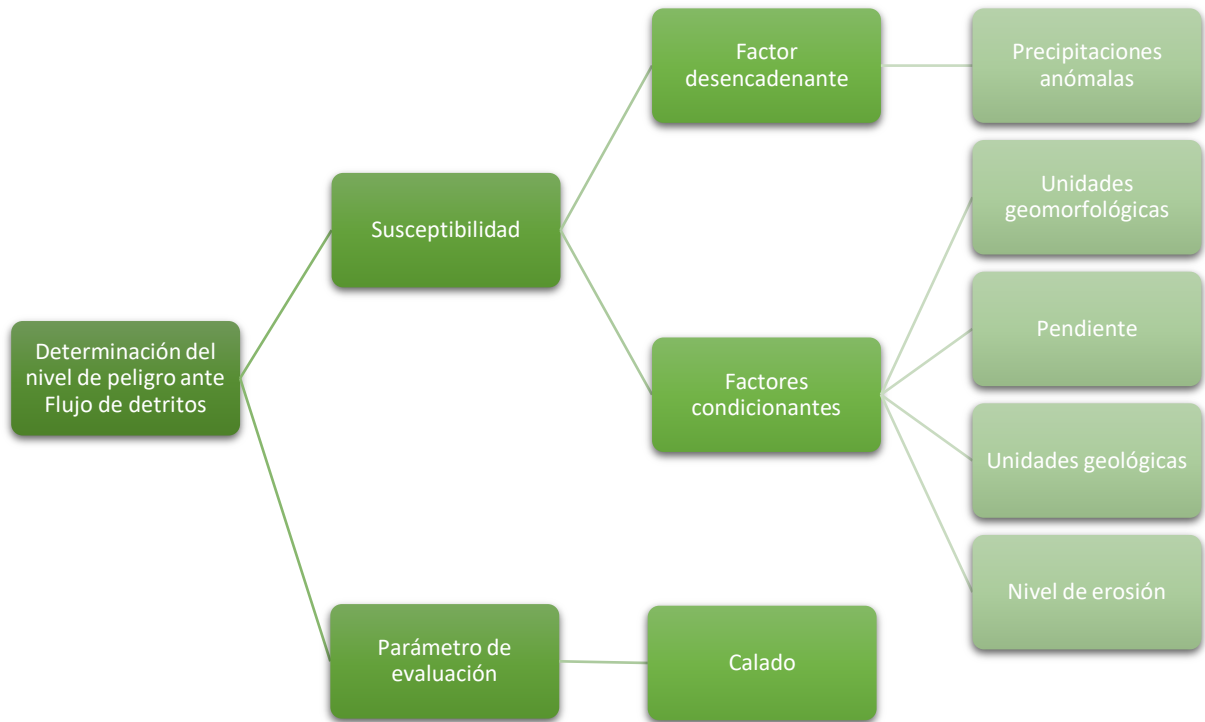 Factor
desencadenante
Precipitaciones
anómalas
Unidades
geomorfológicas
Susceptibilidad
Pendiente
Determinación del
nivel de peligro ante
Flujo de detritos
Factores
condicionantes
Unidades geológicas
Nivel de erosión
Parámetro de
evaluación
Calado